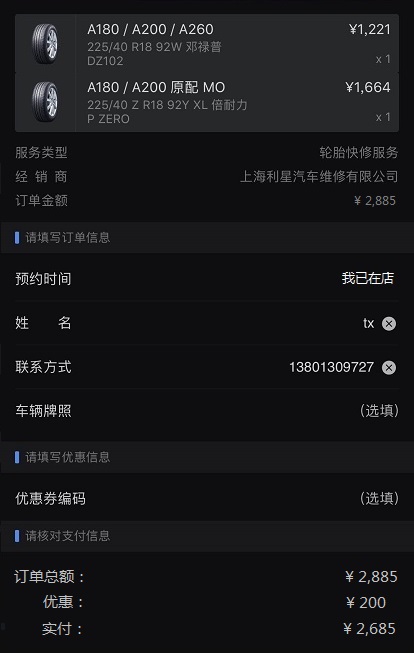 A180 / A200 / A260 ¥1,221
225/40 R18 92W 邓禄普
DZ102 x 1
A180 / A200 原配 MO ¥1,664
225/40 Z R18 92Y XL 倍耐力
P ZERO x 1
服务类型 轮胎快修服务
经 销 商 上海利星汽车维修有限公司
订单金额 ¥ 2,885
请填写订单信息
预约时间 我已在店
姓 名 tx
联系方式 13801309727
车辆牌照 (选填)
请填写优惠信息
优惠券编码 (选填)
请核对支付信息
订单总额： ¥ 2,885
优惠： ¥ 200
实付： ¥ 2,685